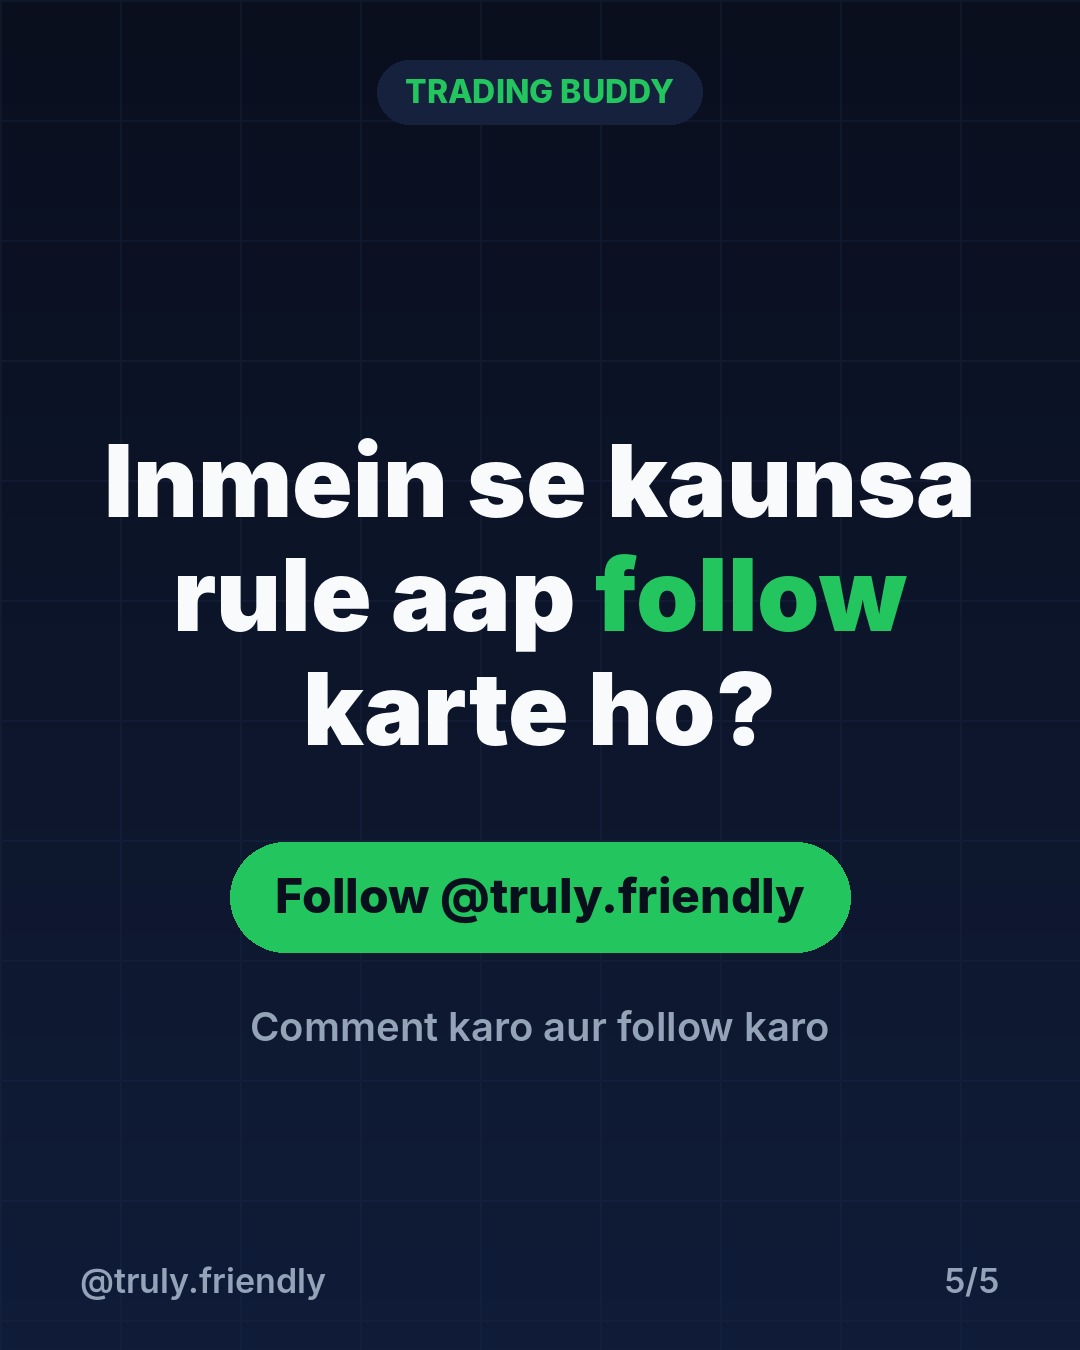 TRADING BUDDY
Inmein se kaunsa
rule aap follow
karte ho?
Follow @truly.friendly
Comment karo aur follow karo
@truly.friendly
5/5